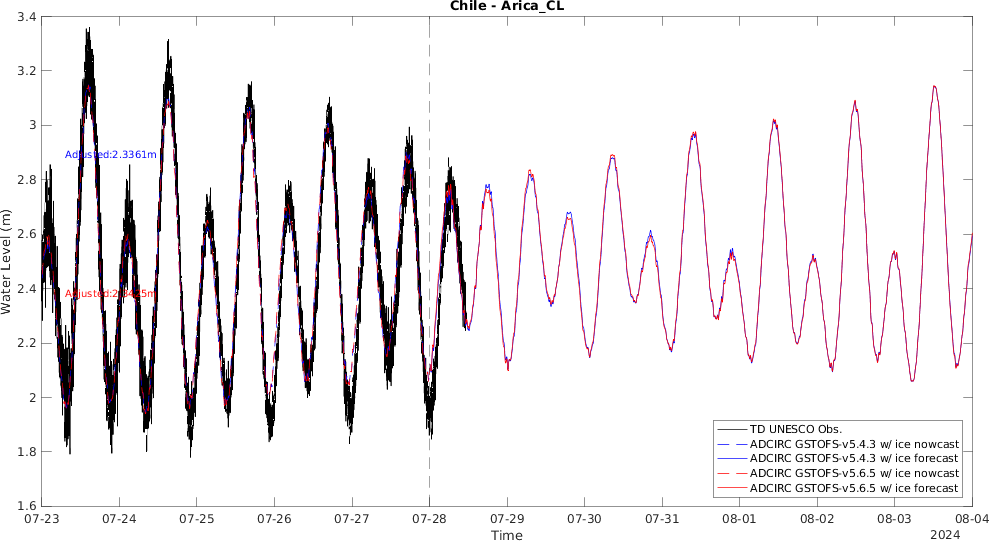 Chile - Arica_CL
3.4
3.2
3
2.8
2.6
2.4
2.2
2
1.8
1.6
Water Level (m)
Adjusted:2.3361m
TD UNESCO Obs.
ADCIRC GSTOFS-v5.4.3 w/ ice nowcast
ADCIRC GSTOFS-v5.4.3 w/ ice forecast
ADCIRC GSTOFS-v5.6.5 w/ ice nowcast
ADCIRC GSTOFS-v5.6.5 w/ ice forecast
07-23 07-24 07-25 07-26 07-27 07-28 07-29 07-30 07-31 08-01 08-02 08-03 08-04
Time
2024